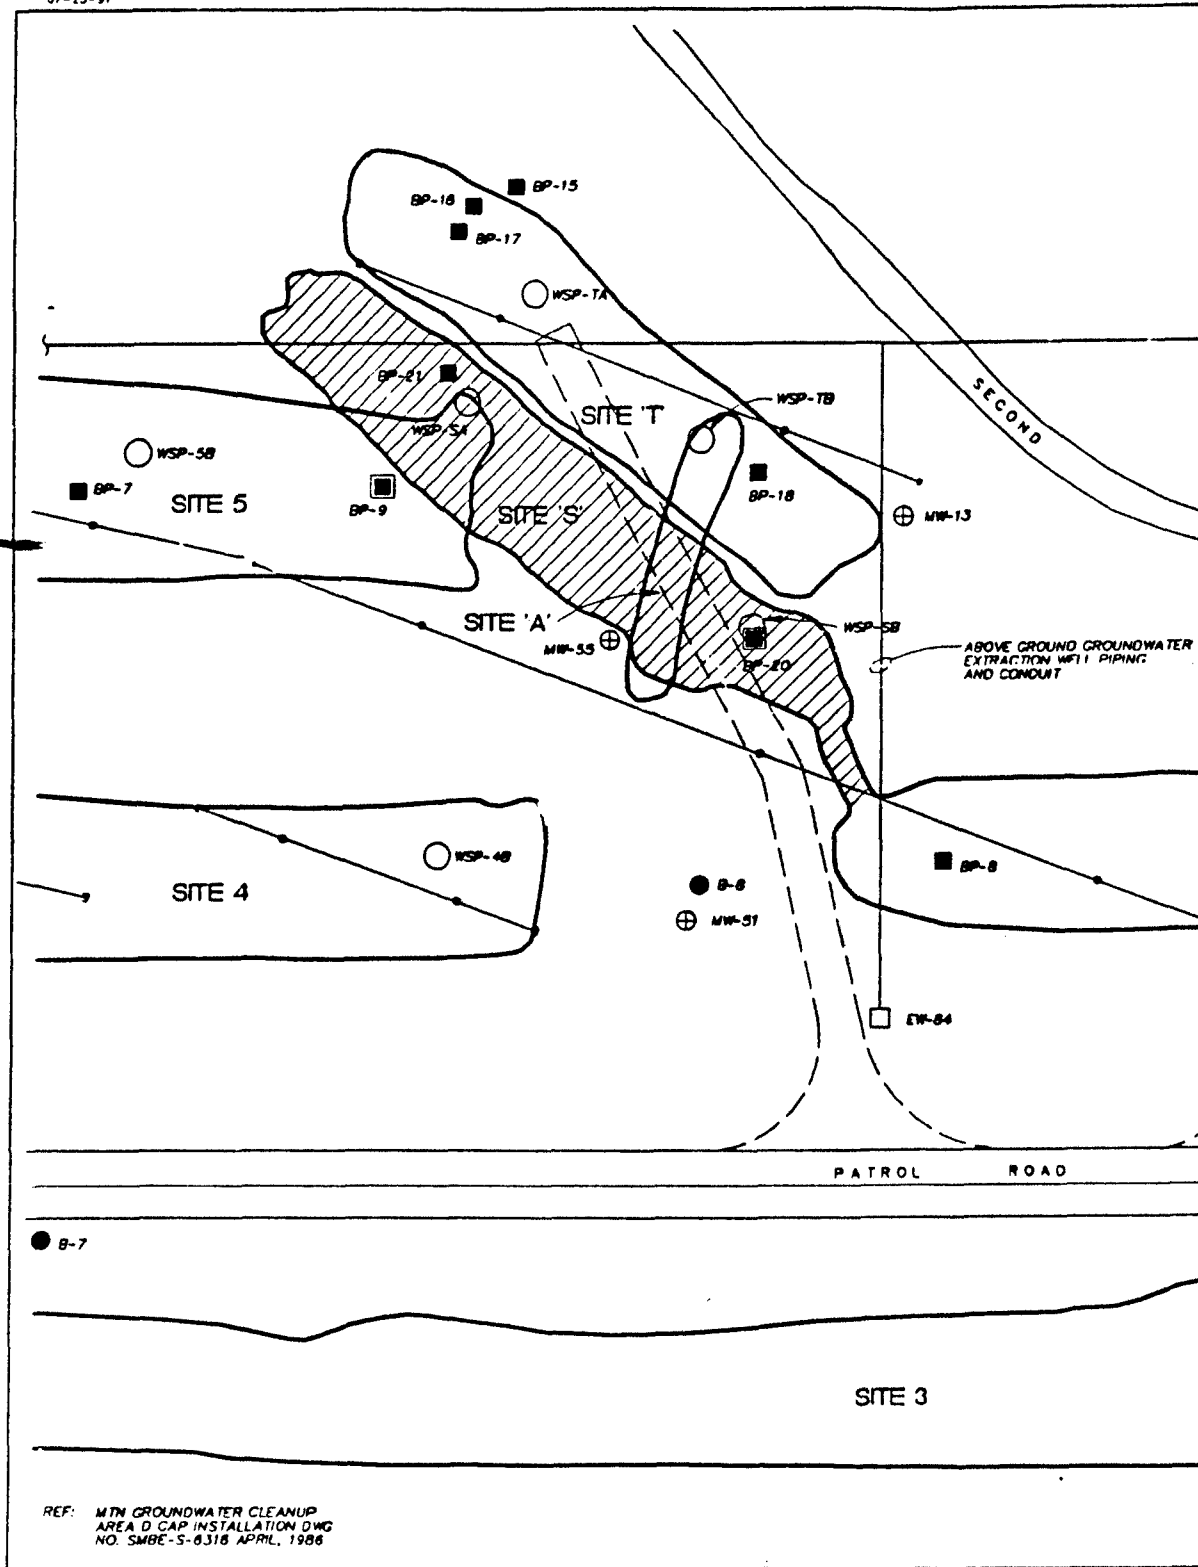 BP-15
BP-16
BP-17
WSP-TA
BP-21
WSP-TB
SECOND
SITE 'T'
WSP-SA
WSP-5B
BP-7
SITE 5
BP-9
SITE 'S'
BP-18
MW-13
SITE 'A'
MW-55
WSP-SB
BP-20
ABOVE GROUND GROUNDWATER
EXTRACTION WELL PIPING
AND CONDUIT
WSP-4B
SITE 4
BP-8
B-6
MW-51
EW-64
PATROL ROAD
B-7
SITE 3
REF: MTN GROUNDWATER CLEANUP
AREA D CAP INSTALLATION DWG
NO. SMBE-S-6316 APRIL, 1986